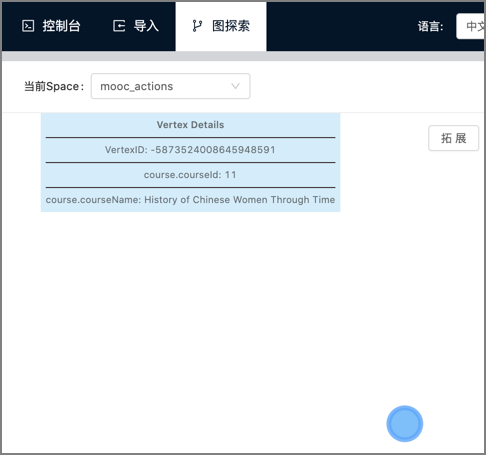 控制台 导入 图探索 语言: 中文
当前Space: mooc_actions
Vertex Details
拓 展
VertexID: -5873524008645948591
course.courseId: 11
course.courseName: History of Chinese Women Through Time